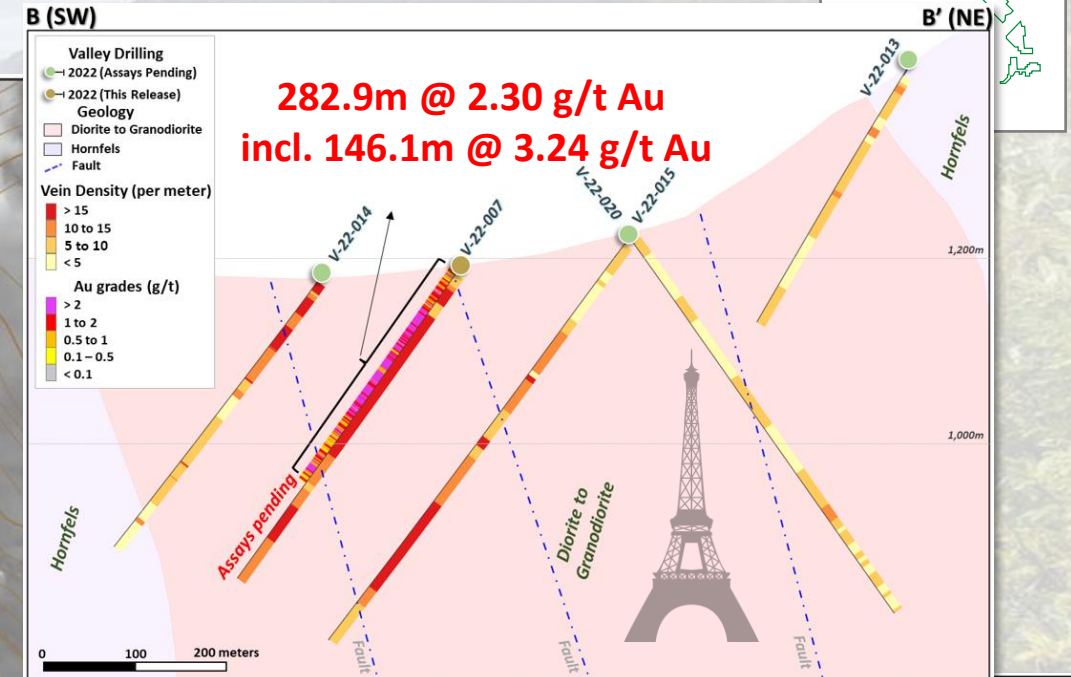 B (SW)
B' (NE)
Valley Drilling
2022 (Assays Pending)
2022 (This Release)
Geology
Diorite to Granodiorite
Hornfels
Fault
Vein Density (per meter)
> 15
10 to 15
5 to 10
< 5
Au grades (g/t)
> 2
1 to 2
0.5 to 1
0.1 – 0.5
< 0.1
282.9m @ 2.30 g/t Au
incl. 146.1m @ 3.24 g/t Au
V-22-014
V-22-007
V-22-020
V-22-015
V-22-013
Hornfels
1,200m
1,000m
Assays pending
Hornfels
Diorite to
Granodiorite
Fault
Fault
Fault
0 100 200 meters